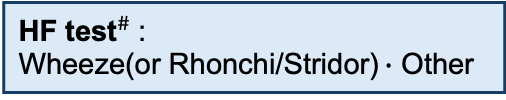 HF test# :
Wheeze(or Rhonchi/Stridor) · Other